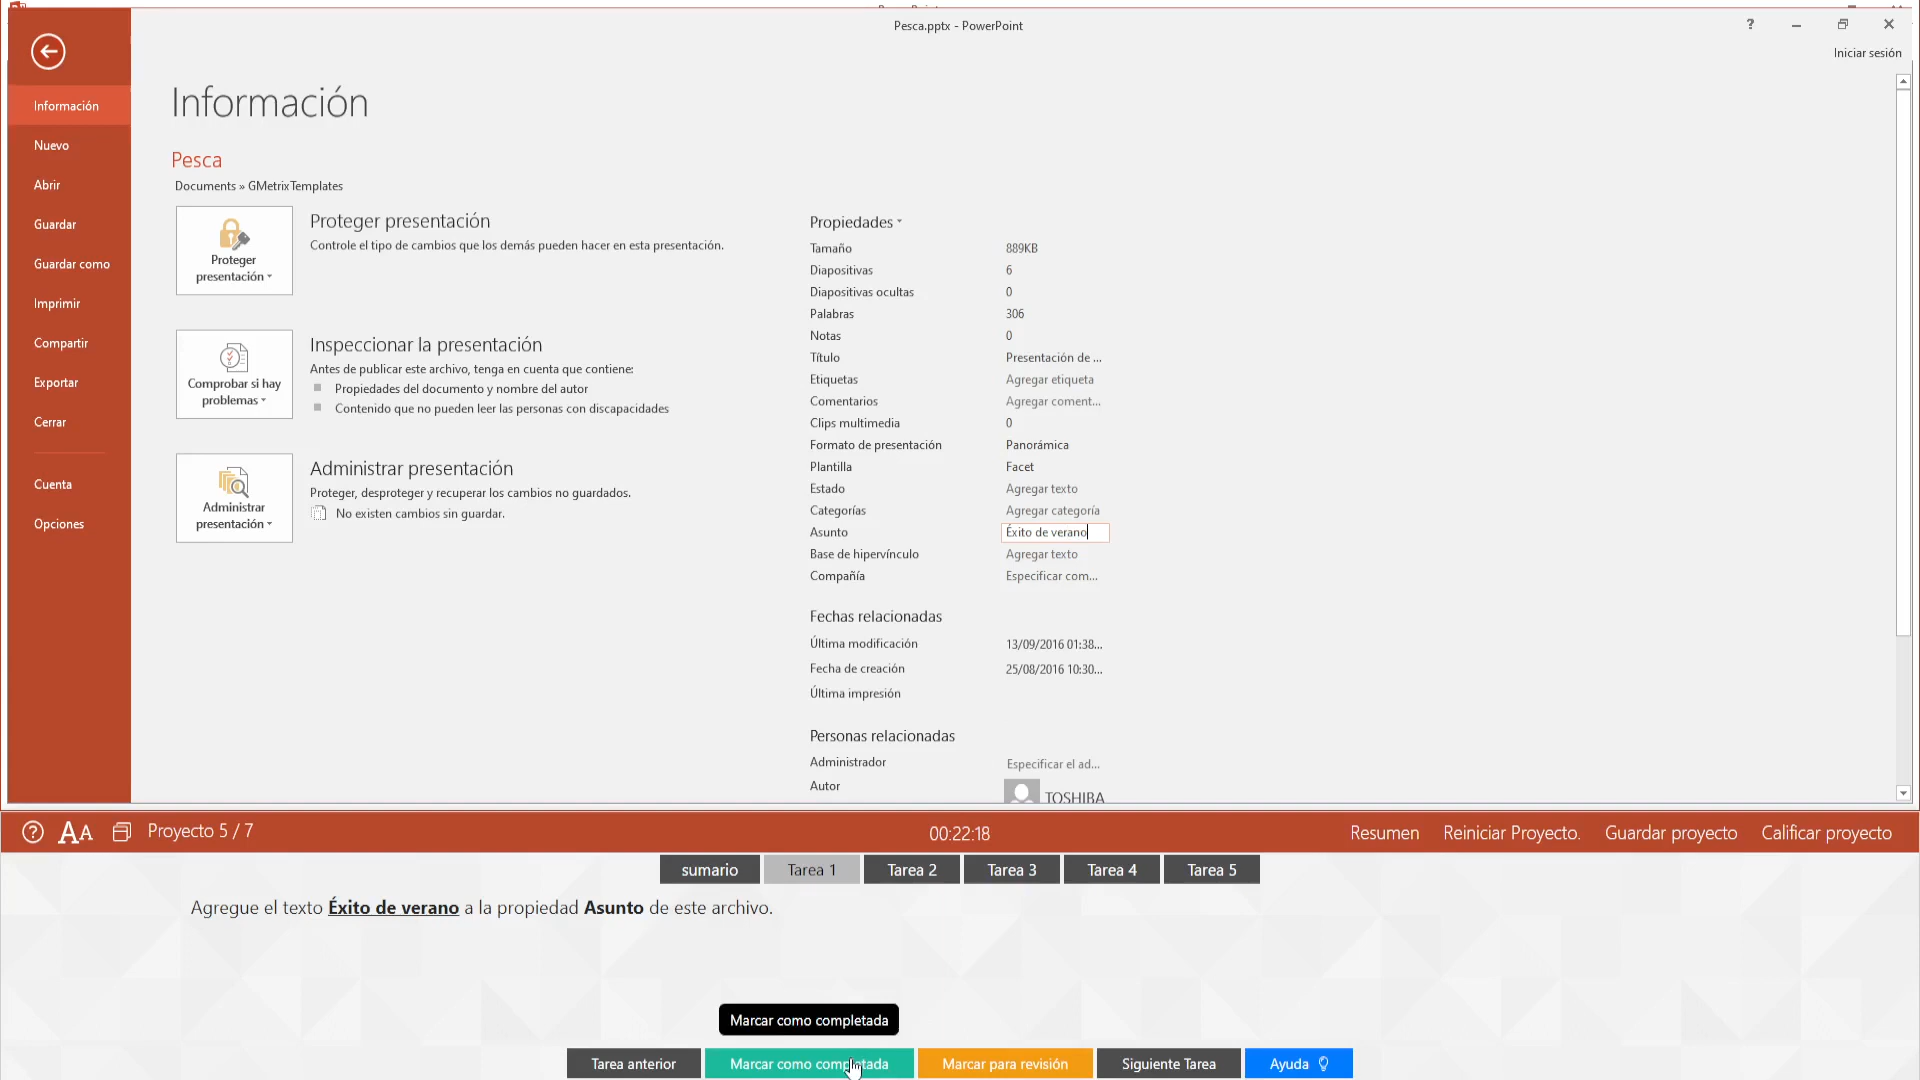 Pesca.pptx - PowerPoint
?
Iniciar sesión
Información
Nuevo
Abrir
Guardar
Guardar como
Imprimir
Compartir
Exportar
Cerrar
Cuenta
Opciones
Información
Pesca
Documents » GMetrixTemplates
Proteger presentación
Proteger presentación
Controle el tipo de cambios que los demás pueden hacer en esta presentación.
Comprobar si hay problemas
Inspeccionar la presentación
Antes de publicar este archivo, tenga en cuenta que contiene:
Propiedades del documento y nombre del autor
Contenido que no pueden leer las personas con discapacidades
Administrar presentación
Administrar presentación
Proteger, desproteger y recuperar los cambios no guardados.
No existen cambios sin guardar.
Propiedades
Tamaño 889KB
Diapositivas 6
Diapositivas ocultas 0
Palabras 306
Notas 0
Título Presentación de ...
Etiquetas Agregar etiqueta
Comentarios Agregar coment...
Clips multimedia 0
Formato de presentación Panorámica
Plantilla Facet
Estado Agregar texto
Categorías Agregar categoría
Asunto Éxito de verano
Base de hipervínculo Agregar texto
Compañía Especificar com...
Fechas relacionadas
Última modificación 13/09/2016 01:38...
Fecha de creación 25/08/2016 10:30...
Última impresión
Personas relacionadas
Administrador Especificar el ad...
Autor TOSHIBA
? AA Proyecto 5 / 7 00:22:18 Resumen Reiniciar Proyecto. Guardar proyecto Calificar proyecto
sumario Tarea 1 Tarea 2 Tarea 3 Tarea 4 Tarea 5
Agregue el texto Éxito de verano a la propiedad Asunto de este archivo.
Marcar como completada
Tarea anterior Marcar como completada Marcar para revisión Siguiente Tarea Ayuda